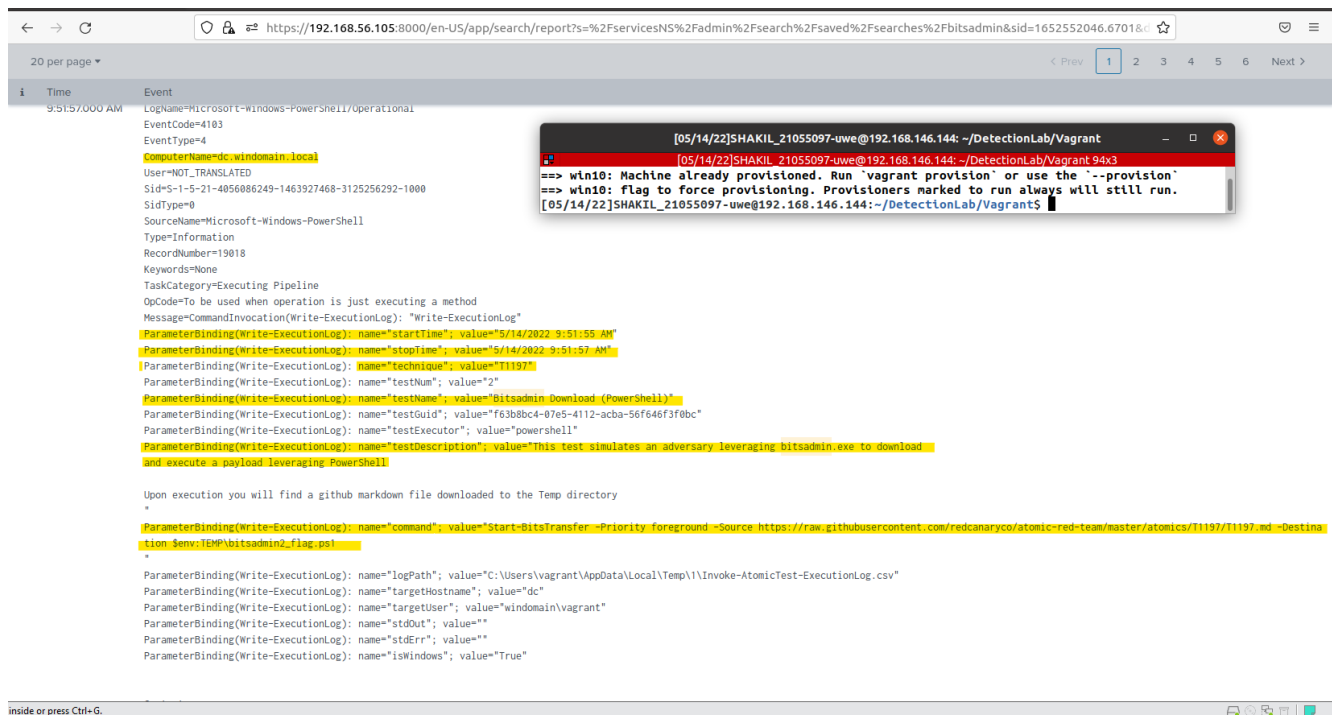 https://192.168.56.105:8000/en-US/app/search/report?s=%2FservicesNS%2Fadmin%2Fsearch%2Fsaved%2Fsearches%2Fbitsadmin&sid=1652552046.6701&
20 per page
< Prev 1 2 3 4 5 6 Next >
i Time Event
9:51:57.000 AM LogName=Microsoft-Windows-PowerShell/Operational
EventCode=4103
EventType=4
ComputerName=dc.windomain.local
User=NOT_TRANSLATED
Sid=S-1-5-21-4056086249-1463927468-3125256292-1000
SidType=0
SourceName=Microsoft-Windows-PowerShell
Type=Information
RecordNumber=19018
Keywords=None
TaskCategory=Executing Pipeline
OpCode=To be used when operation is just executing a method
Message=CommandInvocation(Write-ExecutionLog): "Write-ExecutionLog"
ParameterBinding(Write-ExecutionLog): name="startTime"; value="5/14/2022 9:51:55 AM"
ParameterBinding(Write-ExecutionLog): name="stopTime"; value="5/14/2022 9:51:57 AM"
ParameterBinding(Write-ExecutionLog): name="technique"; value="T1197"
ParameterBinding(Write-ExecutionLog): name="testNum"; value="2"
ParameterBinding(Write-ExecutionLog): name="testName"; value="Bitsadmin Download (PowerShell)"
ParameterBinding(Write-ExecutionLog): name="testGuid"; value="f63b8bc4-07e5-4112-acba-56f646f3f0bc"
ParameterBinding(Write-ExecutionLog): name="testExecutor"; value="powershell"
ParameterBinding(Write-ExecutionLog): name="testDescription"; value="This test simulates an adversary leveraging bitsadmin.exe to download
and execute a payload leveraging PowerShell
Upon execution you will find a github markdown file downloaded to the Temp directory
"
ParameterBinding(Write-ExecutionLog): name="command"; value="Start-BitsTransfer -Priority foreground -Source https://raw.githubusercontent.com/redcanaryco/atomic-red-team/master/atomics/T1197/T1197.md -Destina
tion $env:TEMP\bitsadmin2_flag.ps1
"
ParameterBinding(Write-ExecutionLog): name="logPath"; value="C:\Users\vagrant\AppData\Local\Temp\1\Invoke-AtomicTest-ExecutionLog.csv"
ParameterBinding(Write-ExecutionLog): name="targetHostname"; value="dc"
ParameterBinding(Write-ExecutionLog): name="targetUser"; value="windomain\vagrant"
ParameterBinding(Write-ExecutionLog): name="stdOut"; value=""
ParameterBinding(Write-ExecutionLog): name="stdErr"; value=""
ParameterBinding(Write-ExecutionLog): name="isWindows"; value="True"
[05/14/22]SHAKIL_21055097-uwe@192.168.146.144: ~/DetectionLab/Vagrant
[05/14/22]SHAKIL_21055097-uwe@192.168.146.144: ~/DetectionLab/Vagrant 94x3
==> win10: Machine already provisioned. Run `vagrant provision` or use the `--provision`
==> win10: flag to force provisioning. Provisioners marked to run always will still run.
[05/14/22]SHAKIL_21055097-uwe@192.168.146.144:~/DetectionLab/Vagrant$
inside or press Ctrl+G.